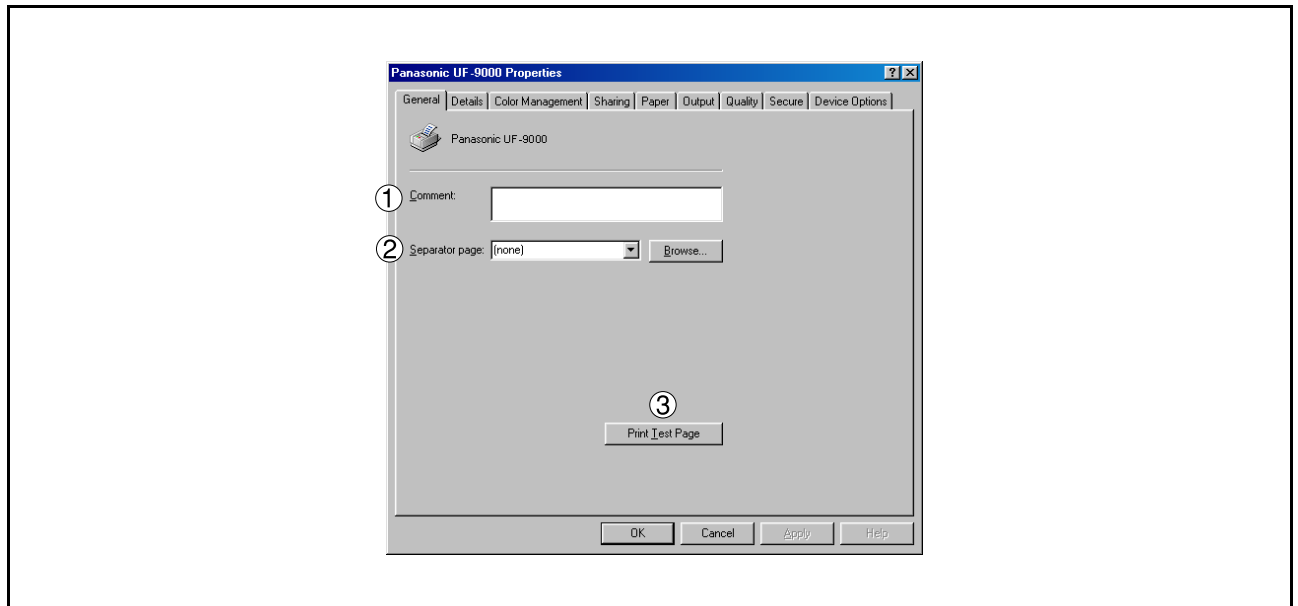 Panasonic UF-9000 Properties
General Details Color Management Sharing Paper Output Quality Secure Device Options
Panasonic UF-9000
① Comment:
② Separator page: (none) Browse...
③
Print Test Page
OK Cancel Apply Help